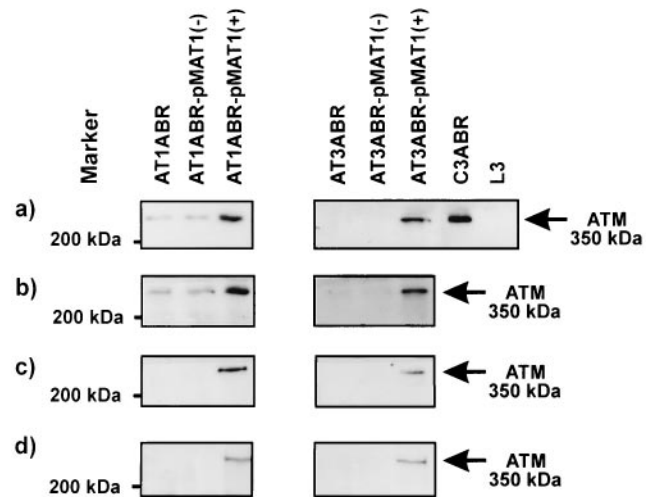 Marker
AT1ABR
AT1ABR-pMAT1(-)
AT1ABR-pMAT1(+)
AT3ABR
AT3ABR-pMAT1(-)
AT3ABR-pMAT1(+)
C3ABR
L3
a)
200 kDa
ATM
350 kDa
b)
200 kDa
ATM
350 kDa
c)
200 kDa
ATM
350 kDa
d)
200 kDa
ATM
350 kDa